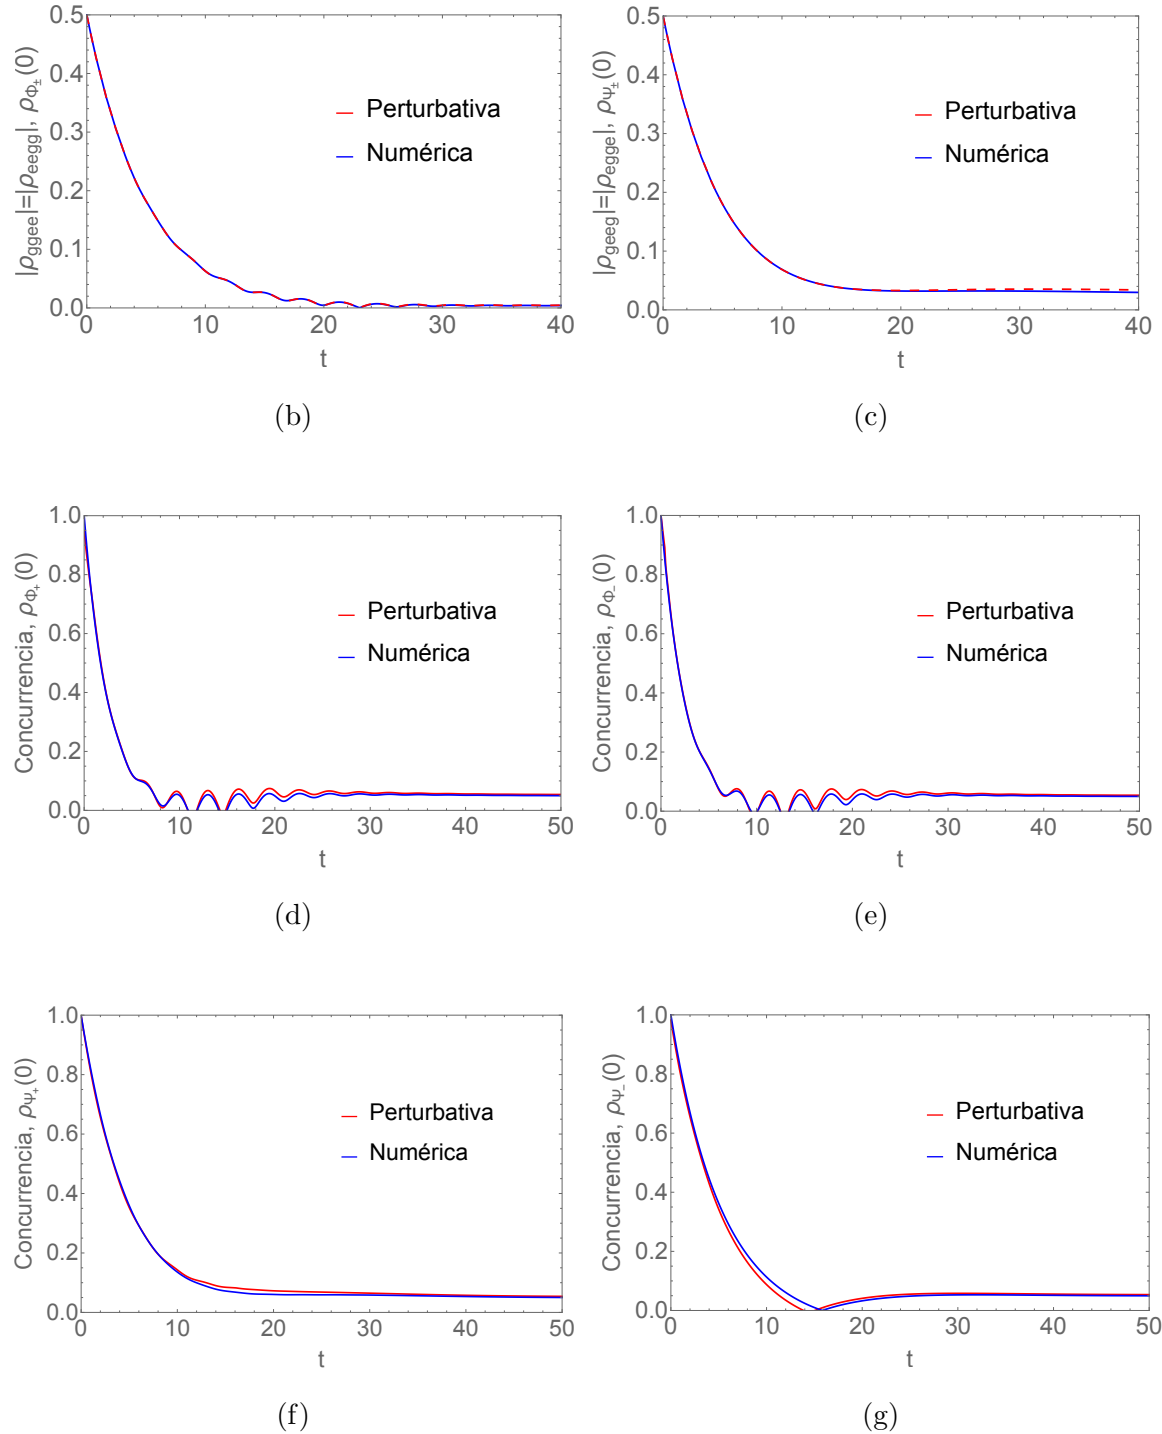 |ρggee|=|ρeegg|, ρΦ±(0)
0.5
0.4
0.3
0.2
0.1
0.0
Perturbativa
Numérica
0 10 20 30 40
t
(b)
|ρgeeg|=|ρegge|, ρΨ±(0)
0.5
0.4
0.3
0.2
0.1
0.0
Perturbativa
Numérica
0 10 20 30 40
t
(c)
Concurrencia, ρΦ+(0)
1.0
0.8
0.6
0.4
0.2
0.0
Perturbativa
Numérica
0 10 20 30 40 50
t
(d)
Concurrencia, ρΦ-(0)
1.0
0.8
0.6
0.4
0.2
0.0
Perturbativa
Numérica
0 10 20 30 40 50
t
(e)
Concurrencia, ρΨ+(0)
1.0
0.8
0.6
0.4
0.2
0.0
Perturbativa
Numérica
0 10 20 30 40 50
t
(f)
Concurrencia, ρΨ-(0)
1.0
0.8
0.6
0.4
0.2
0.0
Perturbativa
Numérica
0 10 20 30 40 50
t
(g)